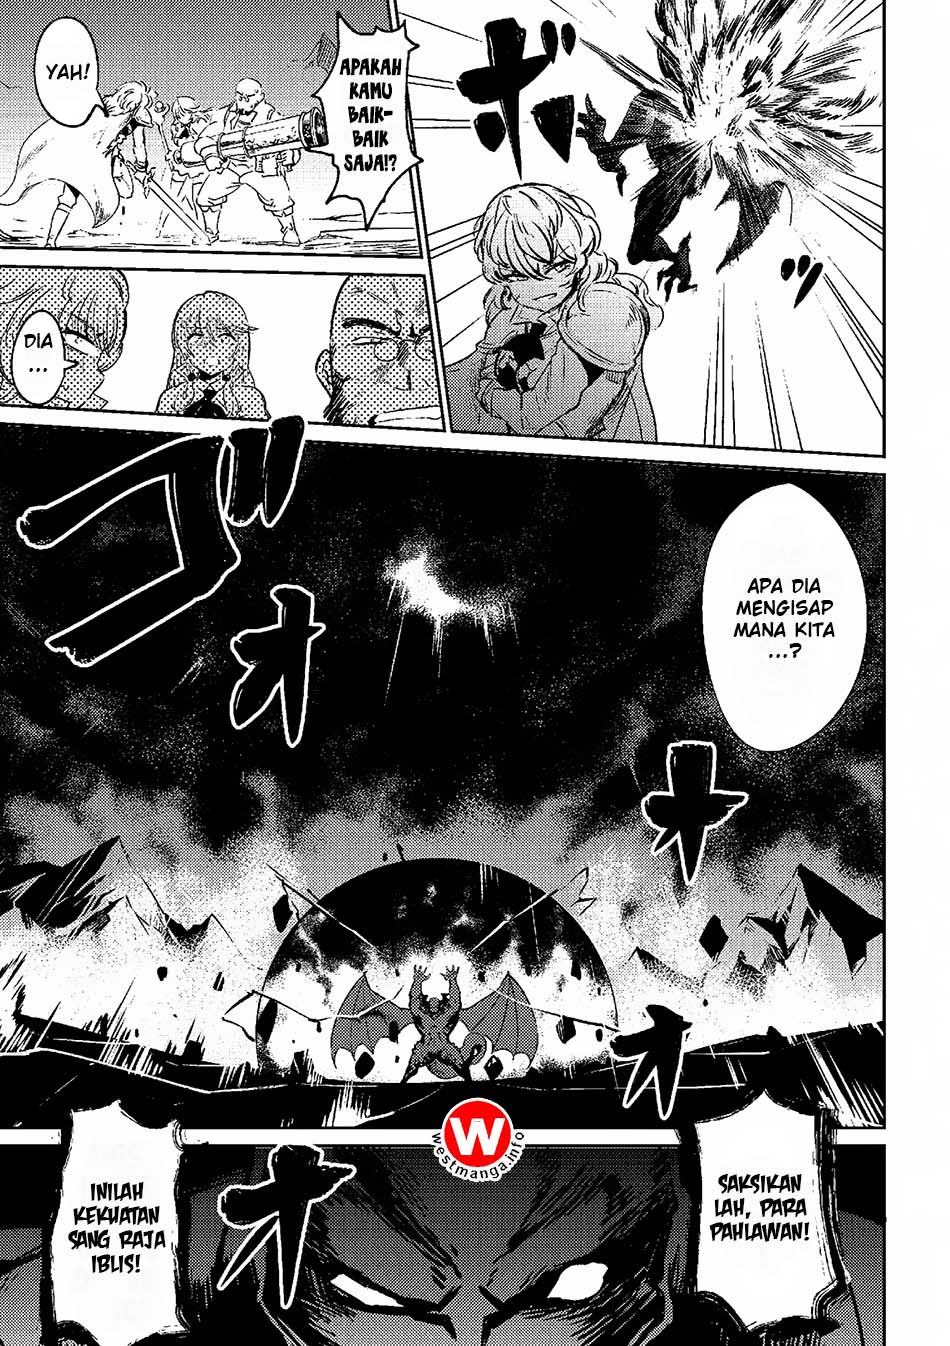 ボッ
APAKAH
KAMU
BAIK-
BAIK
SAJA!?
YAH!
DIA
...
APA DIA
MENGISAP
MANA KITA
...?
ゴオオオオ
W
westmanga.info
SAKSIKAN
LAH, PARA
PAHLAWAN!
INILAH
KEKUATAN
SANG RAJA
IBLIS!